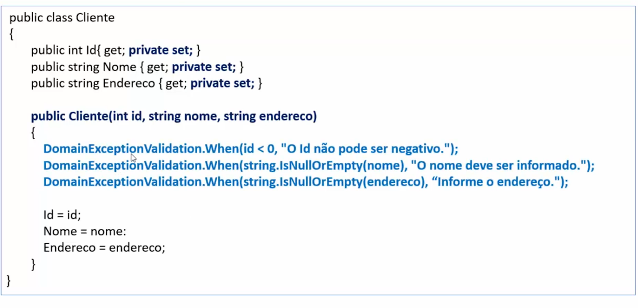 public class Cliente
{
public int Id{ get; private set; }
public string Nome { get; private set; }
public string Endereco { get; private set; }
public Cliente(int id, string nome, string endereco)
{
DomainExceptionValidation.When(id < 0, "O Id não pode ser negativo.");
DomainExceptionValidation.When(string.IsNullOrEmpty(nome), "O nome deve ser informado.");
DomainExceptionValidation.When(string.IsNullOrEmpty(endereco), “Informe o endereço.");
Id = id;
Nome = nome:
Endereco = endereco;
}
}